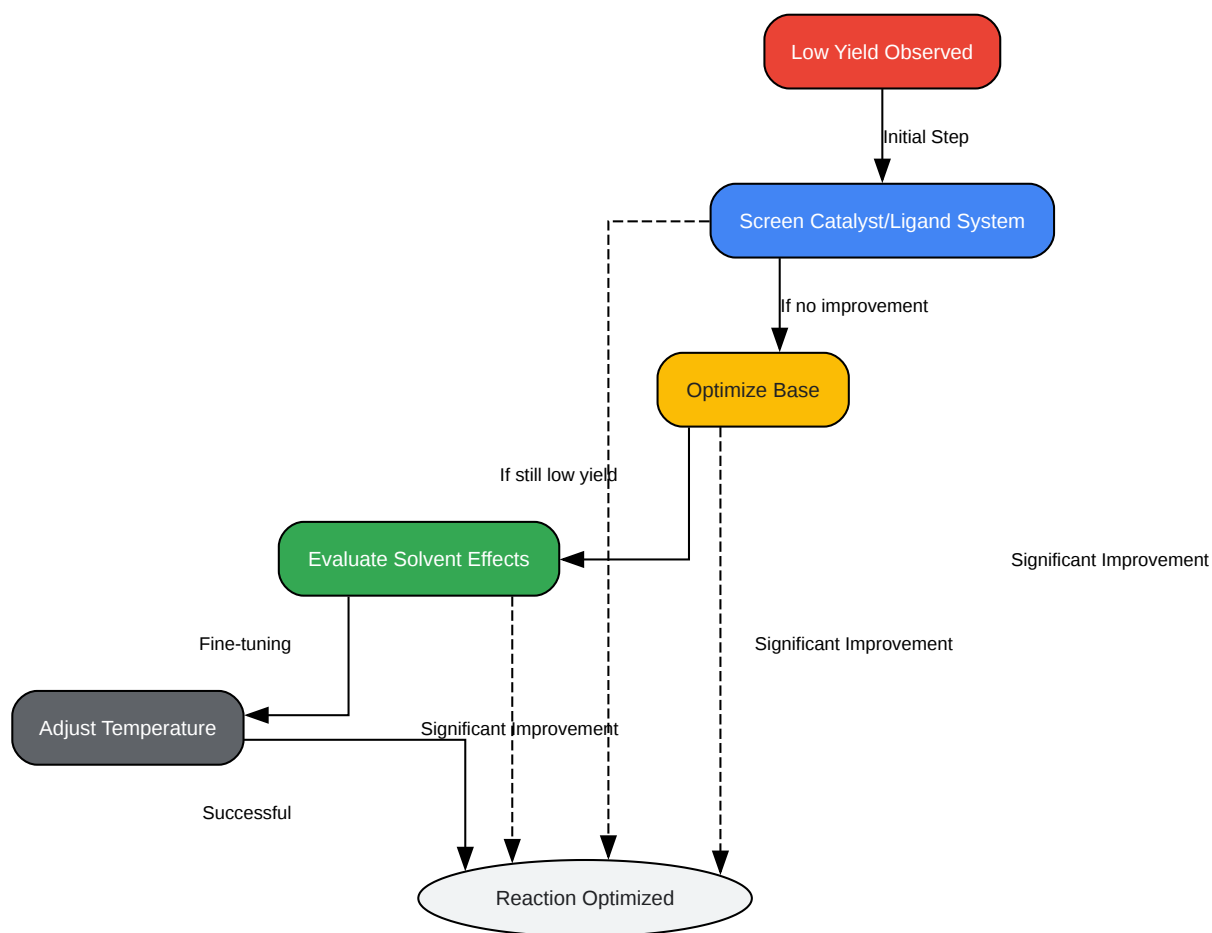 Low Yield Observed
Initial Step
Screen Catalyst/Ligand System
If no improvement
Optimize Base
If still low yield
Evaluate Solvent Effects
Significant Improvement
Fine-tuning
Significant Improvement
Adjust Temperature
Significant Improvement
Successful
Reaction Optimized